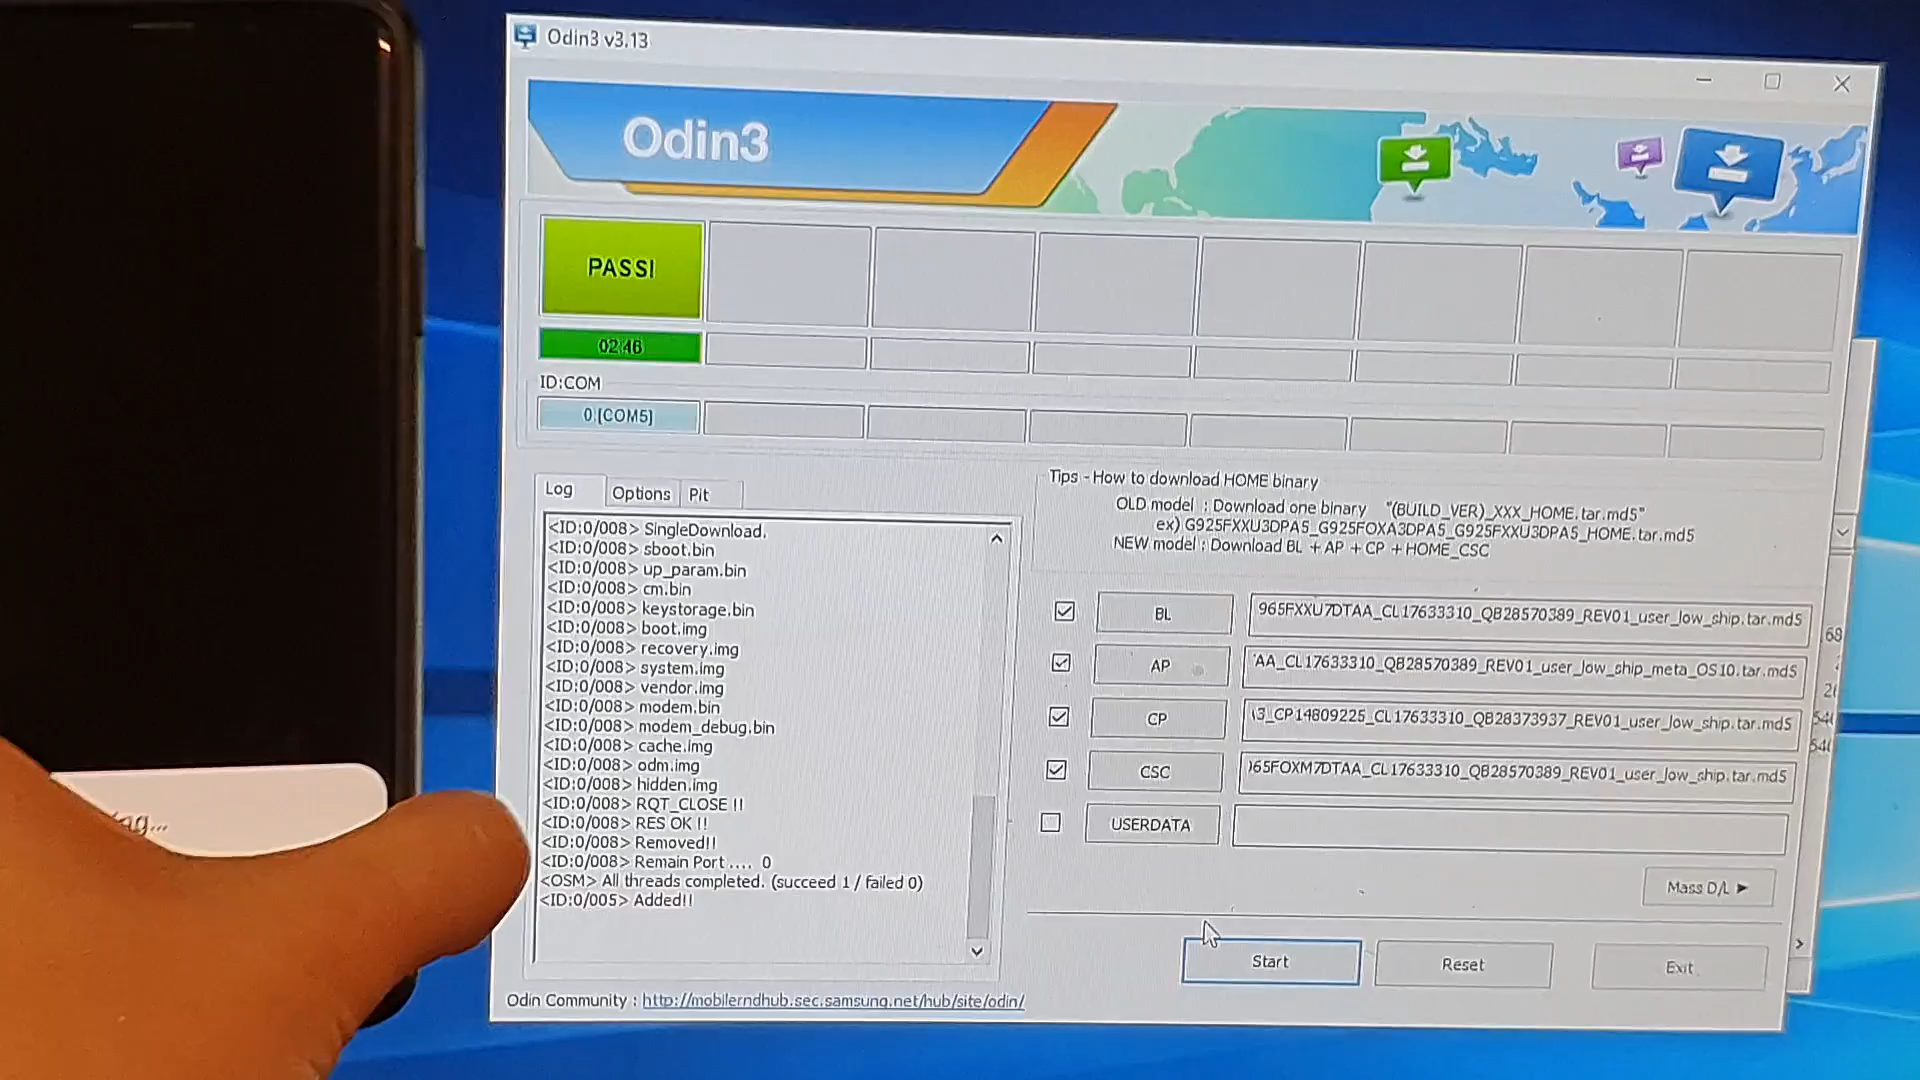 Odin3 v3.13
Odin3
PASS!
02:46
ID:COM
0:[COM5]
Log
Options
Pit
<ID:0/008> SingleDownload.
<ID:0/008> sboot.bin
<ID:0/008> up_param.bin
<ID:0/008> cm.bin
<ID:0/008> keystorage.bin
<ID:0/008> boot.img
<ID:0/008> recovery.img
<ID:0/008> system.img
<ID:0/008> vendor.img
<ID:0/008> modem.bin
<ID:0/008> modem_debug.bin
<ID:0/008> cache.img
<ID:0/008> odm.img
<ID:0/008> hidden.img
<ID:0/008> RQT_CLOSE !!
<ID:0/008> RES OK !!
<ID:0/008> Removed!!
<ID:0/008> Remain Port .... 0
<OSM> All threads completed. (succeed 1 / failed 0)
<ID:0/005> Added!!
Tips - How to download HOME binary
OLD model : Download one binary "(BUILD_VER)_XXX_HOME.tar.md5"
ex) G925FXXU3DPA5_G925FOXA3DPA5_G925FXXU3DPA5_HOME.tar.md5
NEW model : Download BL + AP + CP + HOME_CSC
BL 965FXXU7DTAA_CL17633310_QB28570389_REV01_user_low_ship.tar.md5
AP AA_CL17633310_QB28570389_REV01_user_low_ship_meta_OS10.tar.md5
CP 3_CP14809225_CL17633310_QB28373937_REV01_user_low_ship.tar.md5
CSC 965FOXM7DTAA_CL17633310_QB28570389_REV01_user_low_ship.tar.md5
USERDATA
Mass D/L ►
Start
Reset
Exit
Odin Community : http://mobilerndhub.sec.samsung.net/hub/site/odin/